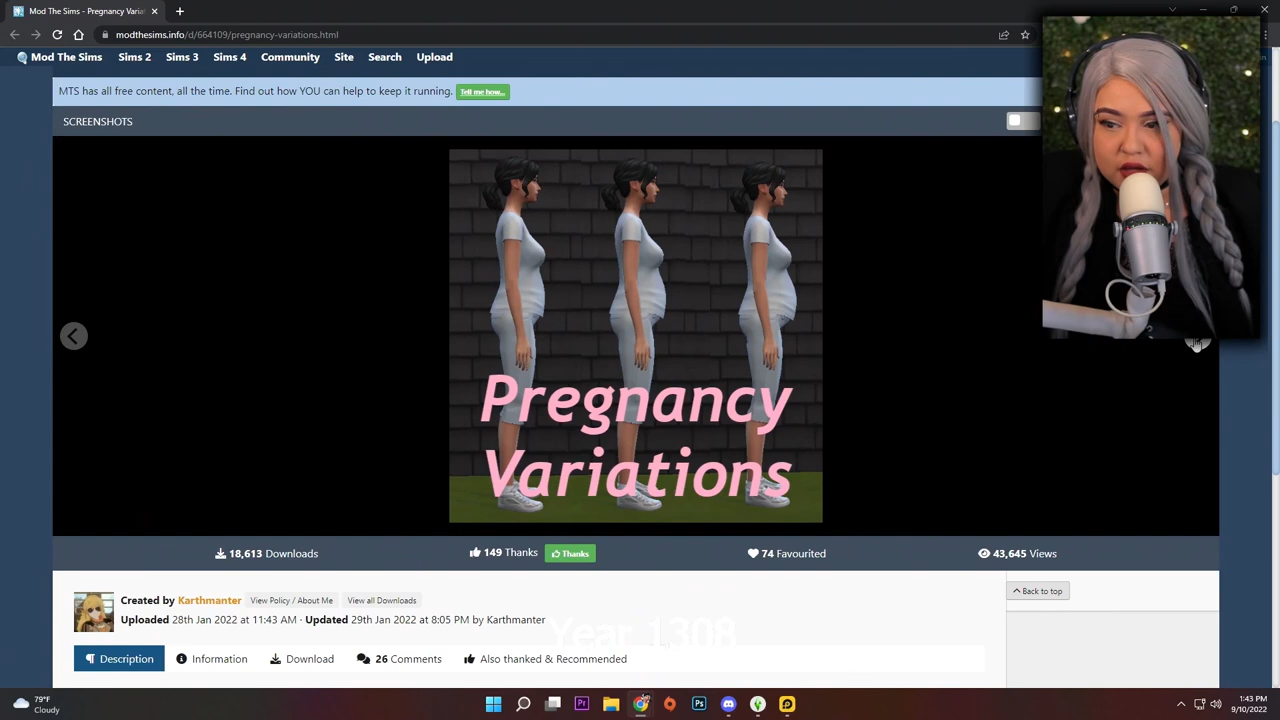 Mod The Sims - Pregnancy Varia
modthesims.info/d/664109/pregnancy-variations.html
Mod The Sims Sims 2 Sims 3 Sims 4 Community Site Search Upload
MTS has all free content, all the time. Find out how YOU can help to keep it running. Tell me how...
SCREENSHOTS
Pregnancy
Variations
18,613 Downloads 149 Thanks Thanks 74 Favourited 43,645 Views
Back to top
Created by Karthmanter View Policy / About Me View all Downloads
Uploaded 28th Jan 2022 at 11:43 AM · Updated 29th Jan 2022 at 8:05 PM by Karthmanter
Year 1308
Description Information Download 26 Comments Also thanked & Recommended
79°F
Cloudy
1:43 PM
9/10/2022